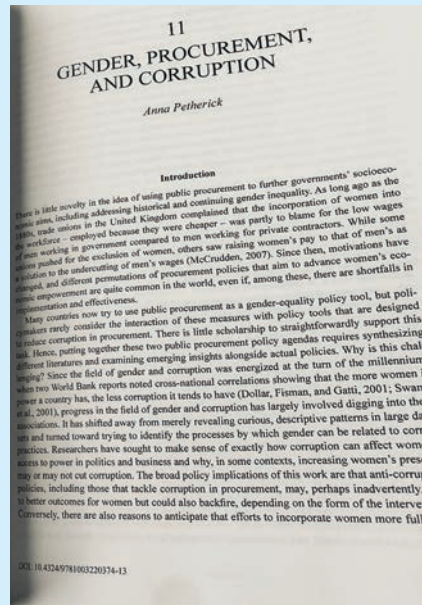 11
GENDER, PROCUREMENT,
AND CORRUPTION
Anna Petherick
Introduction
There is little novelty in the idea of using public procurement to further governments' socioeco-
nomic aims, including addressing historical and continuing gender inequality. As long ago as the
1880s, trade unions in the United Kingdom complained that the incorporation of women into
the workforce – employed because they were cheaper – was partly to blame for the low wages
of men working in government compared to men working for private contractors. While some
unions pushed for the exclusion of women, others saw raising women's pay to that of men's as
a solution to the undercutting of men's wages (McCrudden, 2007). Since then, motivations have
changed, and different permutations of procurement policies that aim to advance women's eco-
nomic empowerment are quite common in the world, even if, among these, there are shortfalls in
implementation and effectiveness.
Many countries now try to use public procurement as a gender-equality policy tool, but poli-
cymakers rarely consider the interaction of these measures with policy tools that are designed
to reduce corruption in procurement. There is little scholarship to straightforwardly support this
task. Hence, putting together these two public procurement policy agendas requires synthesizing
different literatures and examining emerging insights alongside actual policies. Why is this chal-
lenging? Since the field of gender and corruption was energized at the turn of the millennium
when two World Bank reports noted cross-national correlations showing that the more women i
power a country has, the less corruption it tends to have (Dollar, Fisman, and Gatti, 2001; Swan
et al., 2001), progress in the field of gender and corruption has largely involved digging into the
associations. It has shifted away from merely revealing curious, descriptive patterns in large da
sets and turned toward trying to identify the processes by which gender can be related to corr
practices. Researchers have sought to make sense of exactly how corruption can affect wom
access to power in politics and business and why, in some contexts, increasing women's pres
may or may not cut corruption. The broad policy implications of this work are that anti-corru
policies, including those that tackle corruption in procurement, may, perhaps inadvertently,
to better outcomes for women but could also backfire, depending on the form of the interve
Conversely, there are also reasons to anticipate that efforts to incorporate women more full
DOI: 10.4324/9781003220374-13